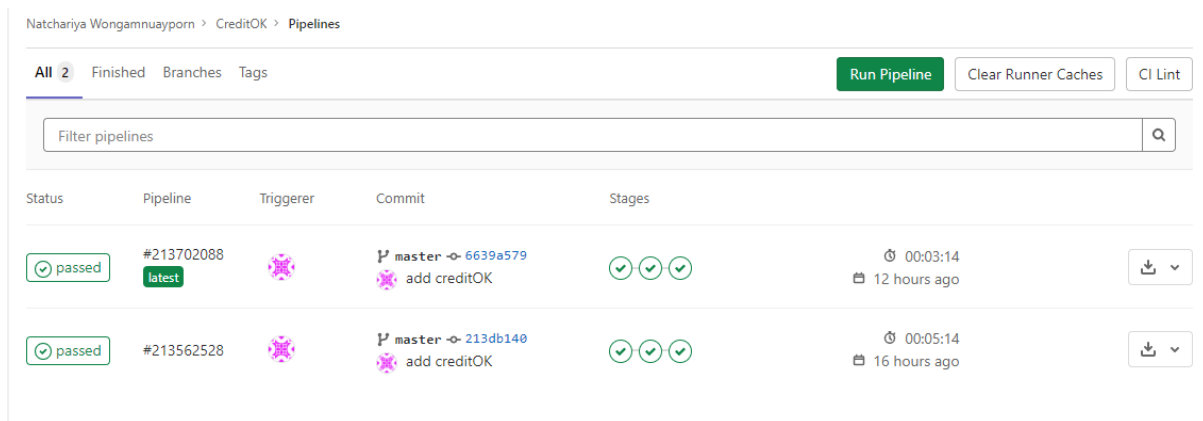 Natchariya Wongamnuayporn > CreditOK > Pipelines
All 2 Finished Branches Tags Run Pipeline Clear Runner Caches CI Lint
Filter pipelines
Status Pipeline Triggerer Commit Stages
passed #213702088 latest master 6639a579 00:03:14
add creditOK 12 hours ago
passed #213562528 master 213db140 00:05:14
add creditOK 16 hours ago